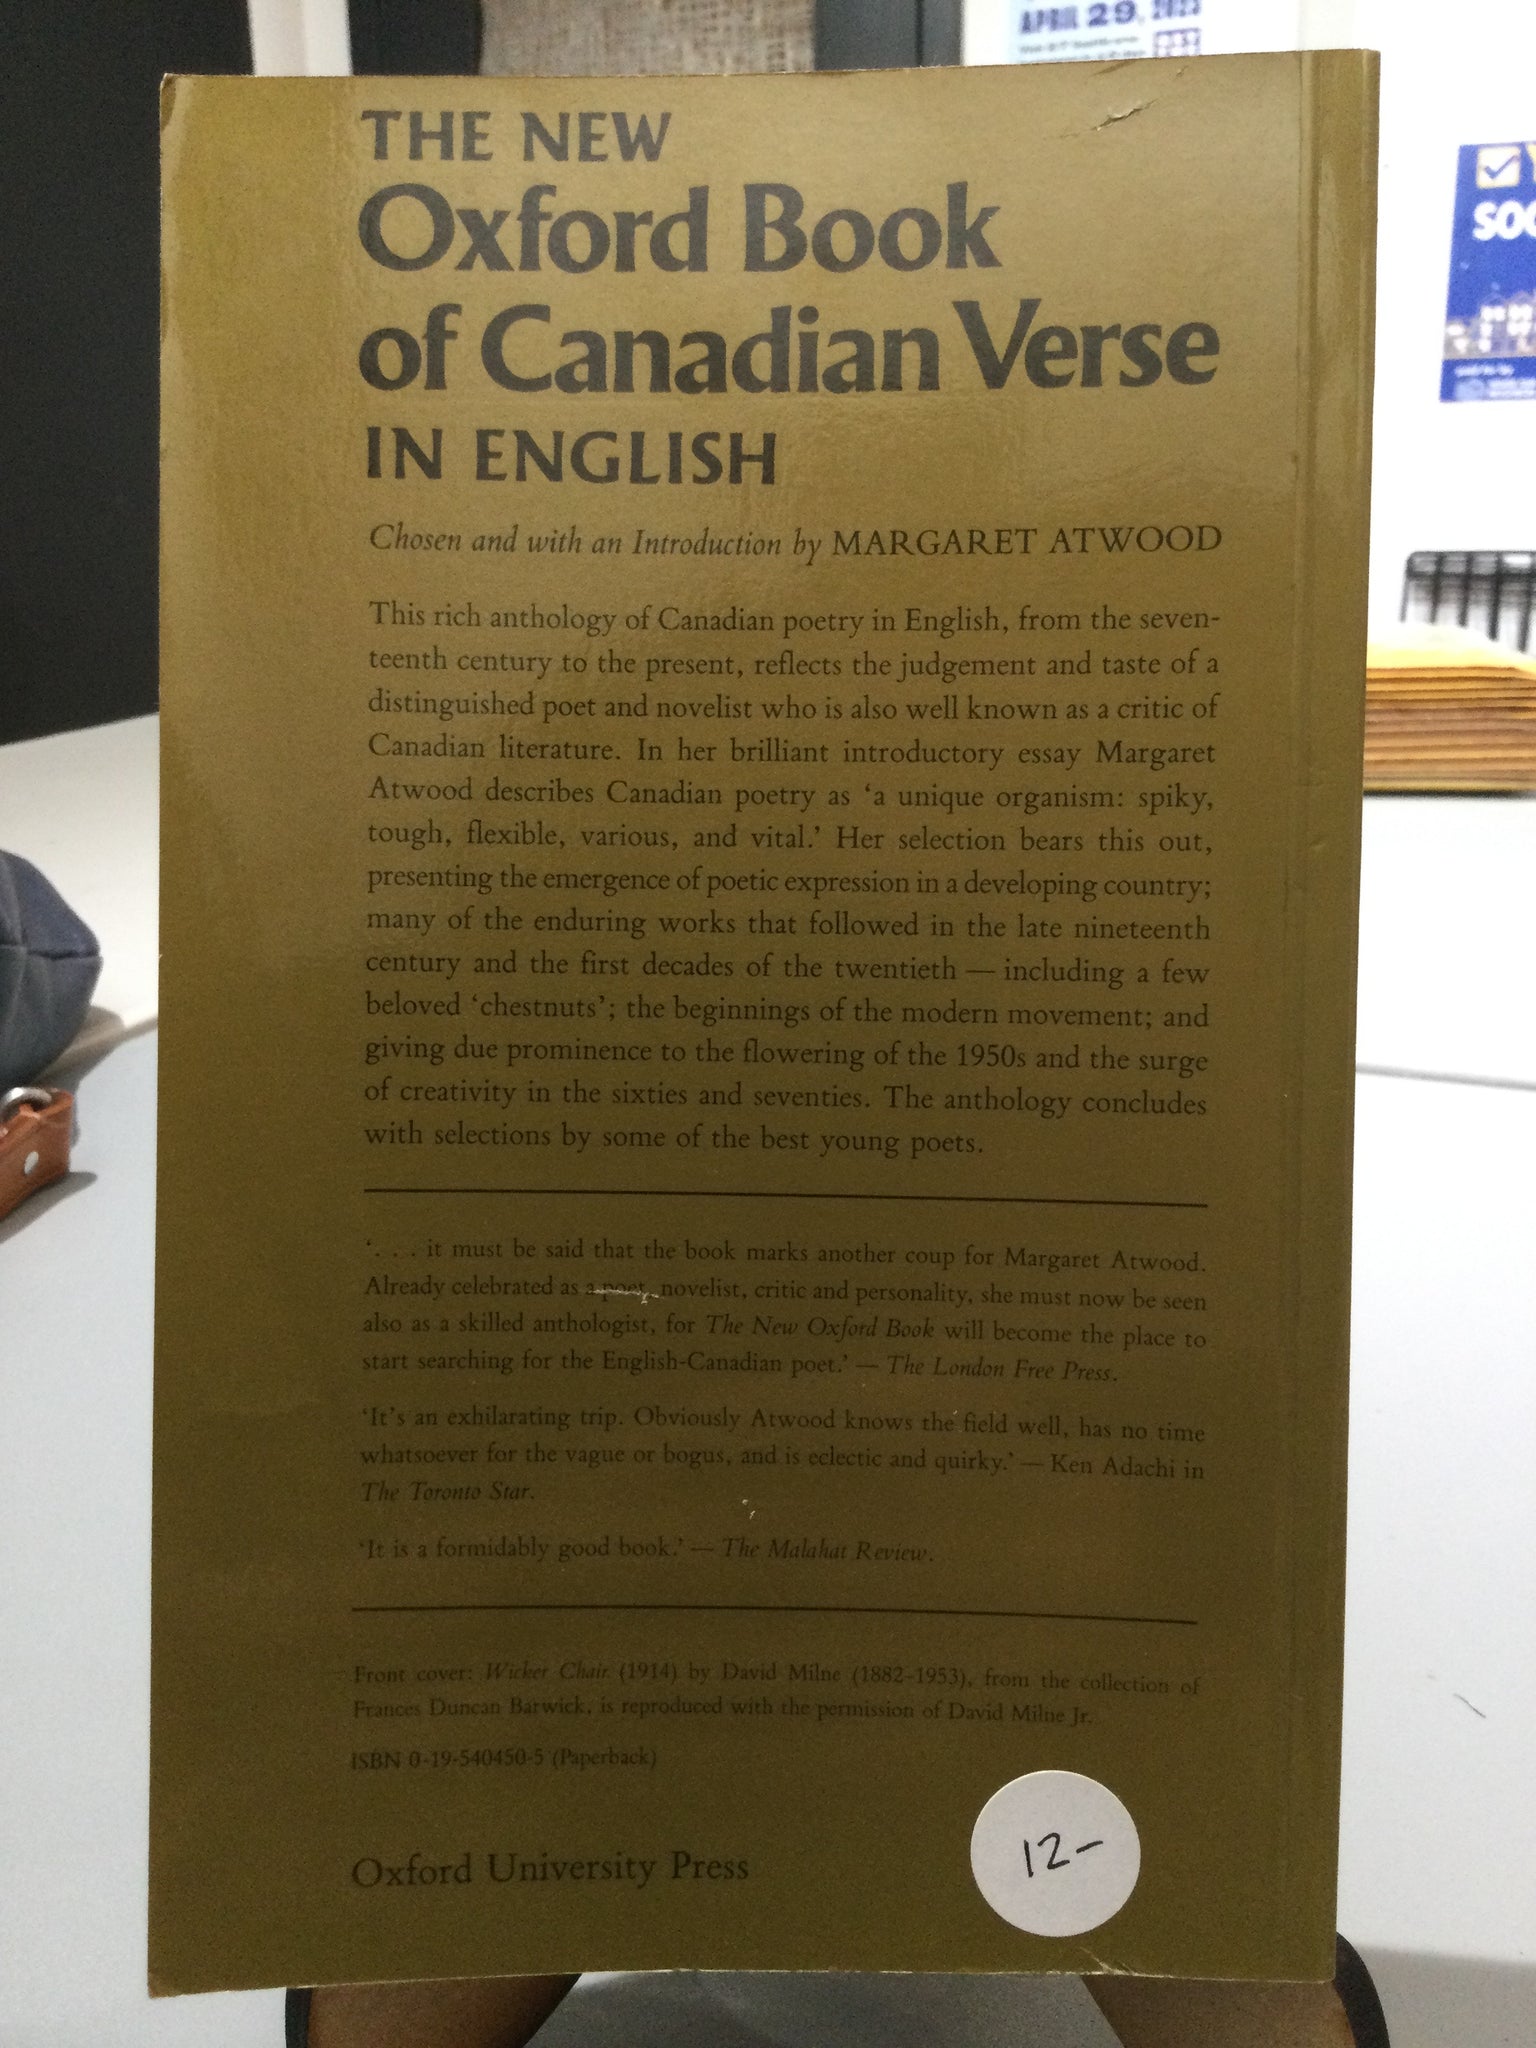 APRIL 29, 2023
SOC
THE NEW
Oxford Book
of Canadian Verse
IN ENGLISH
Chosen and with an Introduction by MARGARET ATWOOD
This rich anthology of Canadian poetry in English, from the seven-
teenth century to the present, reflects the judgement and taste of a
distinguished poet and novelist who is also well known as a critic of
Canadian literature. In her brilliant introductory essay Margaret
Atwood describes Canadian poetry as ‘a unique organism: spiky,
tough, flexible, various, and vital.’ Her selection bears this out,
presenting the emergence of poetic expression in a developing country;
many of the enduring works that followed in the late nineteenth
century and the first decades of the twentieth — including a few
beloved ‘chestnuts’; the beginnings of the modern movement; and
giving due prominence to the flowering of the 1950s and the surge
of creativity in the sixties and seventies. The anthology concludes
with selections by some of the best young poets.
‘. . . it must be said that the book marks another coup for Margaret Atwood.
Already celebrated as a poet, novelist, critic and personality, she must now be seen
also as a skilled anthologist, for The New Oxford Book will become the place to
start searching for the English-Canadian poet.’ — The London Free Press.
‘It’s an exhilarating trip. Obviously Atwood knows the field well, has no time
whatsoever for the vague or bogus, and is eclectic and quirky.’ — Ken Adachi in
The Toronto Star.
‘It is a formidably good book.’ — The Malahat Review.
Front cover: Wicker Chair (1914) by David Milne (1882–1953), from the collection of
Frances Duncan Barwick, is reproduced with the permission of David Milne Jr.
ISBN 0-19-540450-5 (Paperback)
Oxford University Press
12-